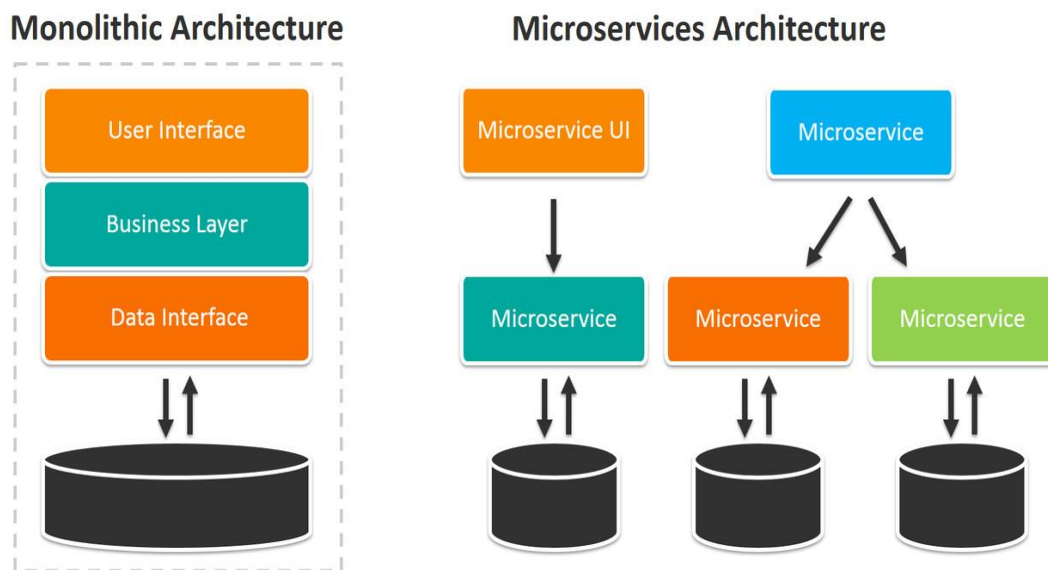 Monolithic Architecture
Microservices Architecture
User Interface
Business Layer
Data Interface
Microservice UI
Microservice
Microservice
Microservice
Microservice